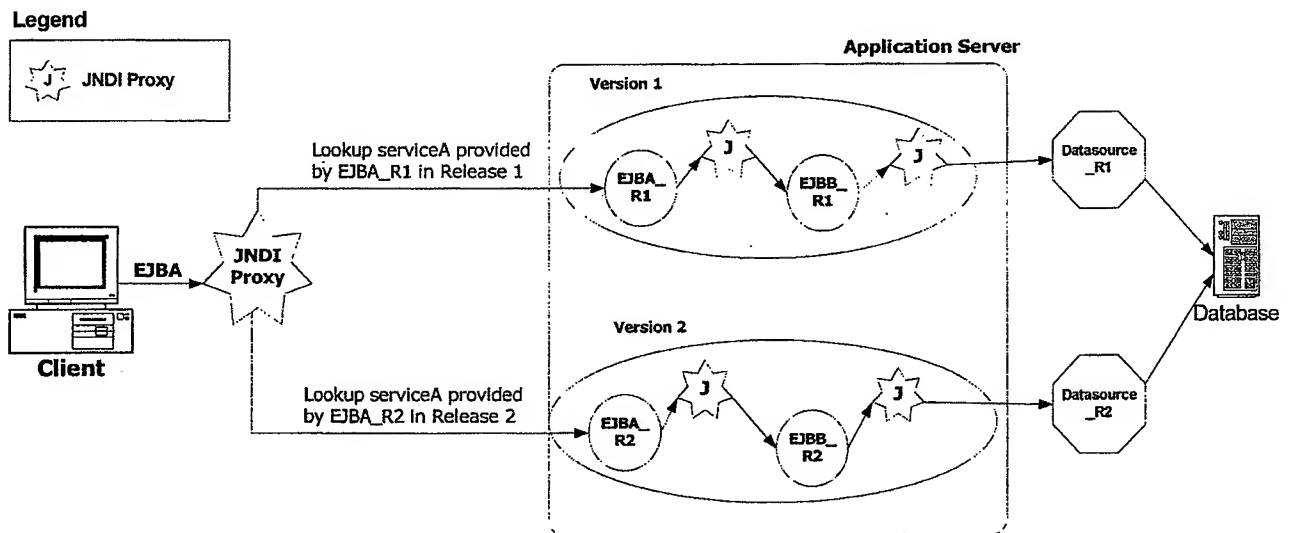 Legend
J
JNDI Proxy
Application Server
Version 1
Lookup serviceA provided
by EJBA_R1 in Release 1
EJBA_
R1
J
EJBB_
R1
J
Datasource
_R1
EJBA
JNDI
Proxy
Client
Database
Version 2
Lookup serviceA provided
by EJBA_R2 in Release 2
EJBA_
R2
J
EJBB_
R2
J
Datasource
_R2